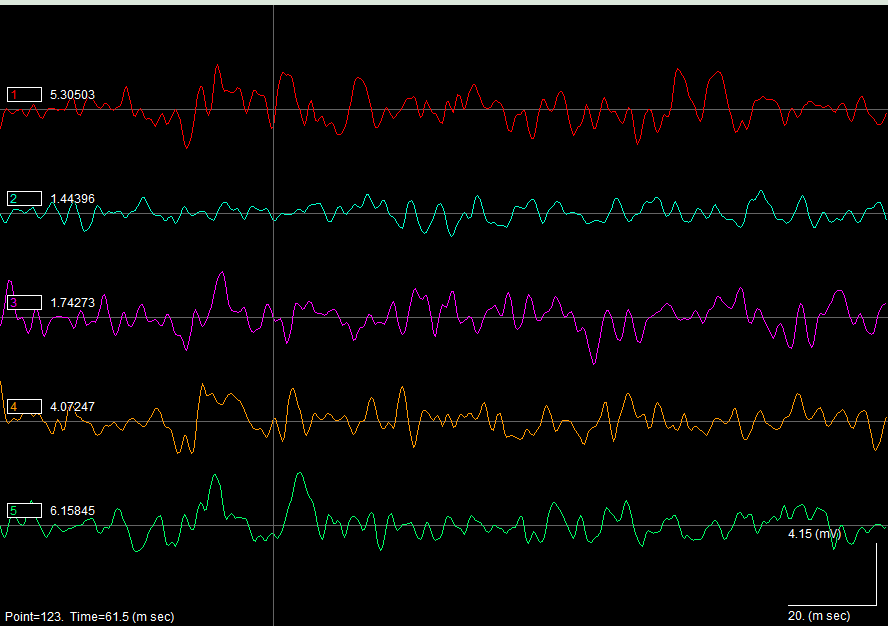 1 5.30503
2 1.44396
3 1.74273
4 4.07247
5 6.15845
4.15 (mV)
Point=123. Time=61.5 (m sec)
20. (m sec)